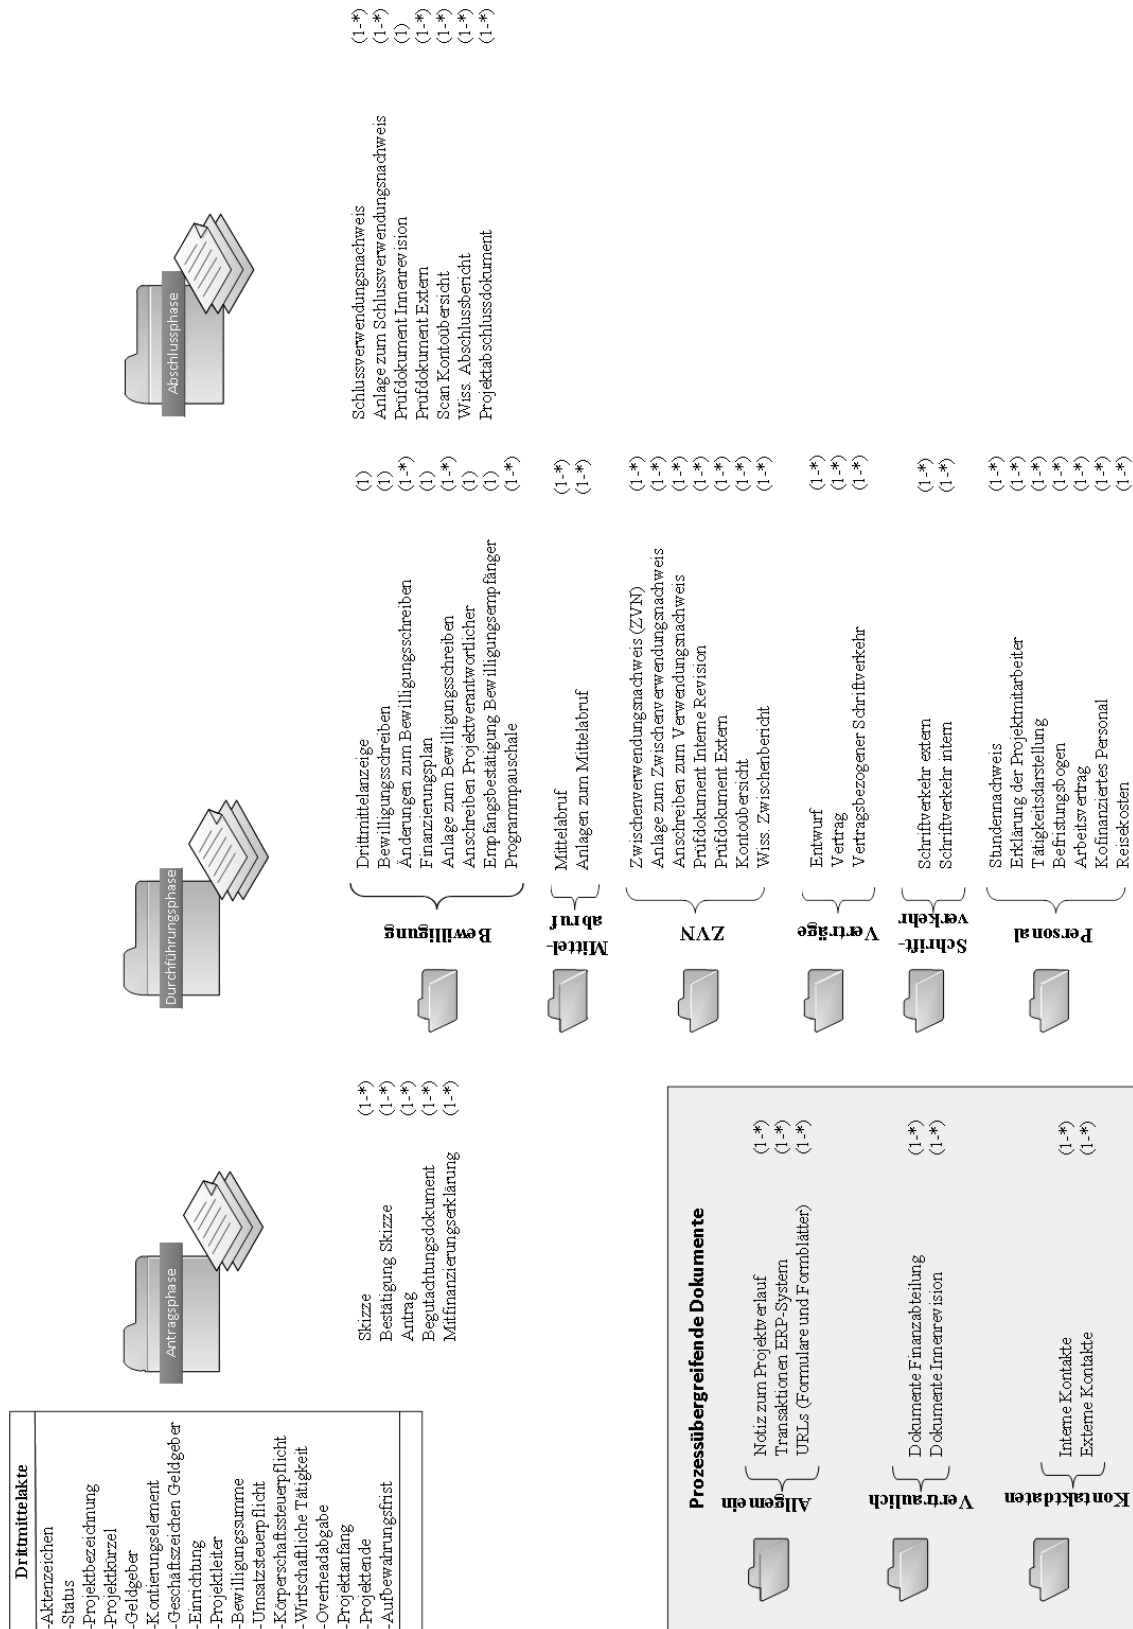 Drittmittelakte
-Aktenzeichen
-Status
-Projektbezeichnung
-Projektkürzel
-Geldgeber
-Kontierungselement
-Geschäftszeichen Geldgeber
-Einrichtung
-Projektleiter
-Bewilligungssumme
-Umsatzsteuerpflicht
-Körperschaftssteuerpflicht
-Wirtschaftliche Tätigkeit
-Overheadabgabe
-Projektanfang
-Projektende
-Aufbewahrungsfrist
Antragsphase
Skizze (1-*)
Bestätigung Skizze (1-*)
Antrag (1-*)
Begutachtungsdokument (1-*)
Mitfinanzierungserklärung (1-*)
Durchführungsphase
Bewilligung
Drittmittelanzeige (1)
Bewilligungsschreiben (1)
Änderungen zum Bewilligungsschreiben (1-*)
Finanzierungsplan (1)
Anlage zum Bewilligungsschreiben (1-*)
Anschreiben Projektverantwortlicher (1)
Empfangsbestätigung Bewilligungsempfänger (1)
Programmpauschale (1-*)
Mittel-
abruf
Mittelabruf (1-*)
Anlagen zum Mittelabruf (1-*)
ZVN
Zwischenverwendungsnachweis (ZVN) (1-*)
Anlage zum Zwischenverwendungsnachweis (1-*)
Anschreiben zum Verwendungsnachweis (1-*)
Prüfdokument Interne Revision (1-*)
Prüfdokument Extern (1-*)
Kontoübersicht (1-*)
Wiss. Zwischenbericht (1-*)
Verträge
Entwurf (1-*)
Vertrag (1-*)
Vertragsbezogener Schriftverkehr (1-*)
Schrift-
verkehr
Schriftverkehr extern (1-*)
Schriftverkehr intern (1-*)
Personal
Stundennachweis (1-*)
Erklärung der Projektmitarbeiter (1-*)
Tätigkeitsdarstellung (1-*)
Befristungsbogen (1-*)
Arbeitsvertrag (1-*)
Kofinanziertes Personal (1-*)
Reisekosten (1-*)
Abschlussphase
Schlussverwendungsnachweis (1-*)
Anlage zum Schlussverwendungsnachweis (1-*)
Prüfdokument Innenrevision (1)
Prüfdokument Extern (1-*)
Scan Kontoübersicht (1-*)
Wiss. Abschlussbericht (1-*)
Projektabschlussdokument (1-*)
Prozessübergreifende Dokumente
Allgemein
Notiz zum Projektverlauf (1-*)
Transaktionen ERP-System (1-*)
URLs (Formulare und Formblätter) (1-*)
Vertraulich
Dokumente Finanzabteilung (1-*)
Dokumente Innenrevision (1-*)
Kontaktdaten
Interne Kontakte (1-*)
Externe Kontakte (1-*)